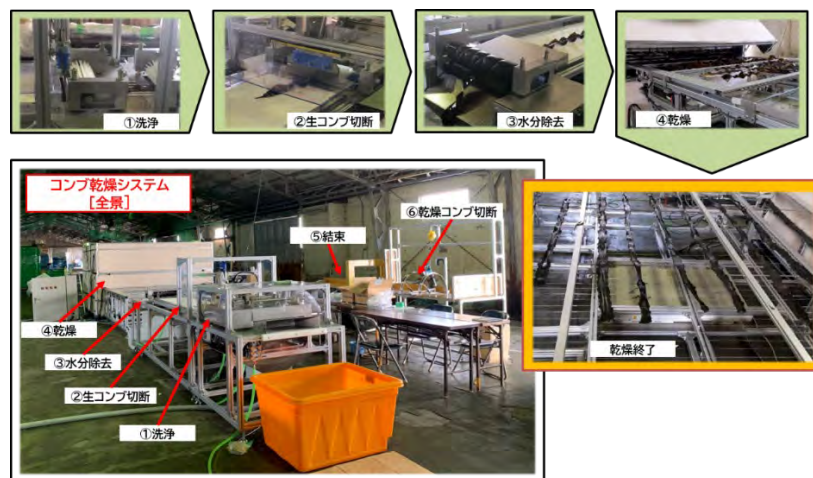 ①洗浄
②生コンブ切断
③水分除去
④乾燥
コンブ乾燥システム
[全景]
⑥乾燥コンブ切断
⑤結束
④乾燥
③水分除去
②生コンブ切断
①洗浄
乾燥終了